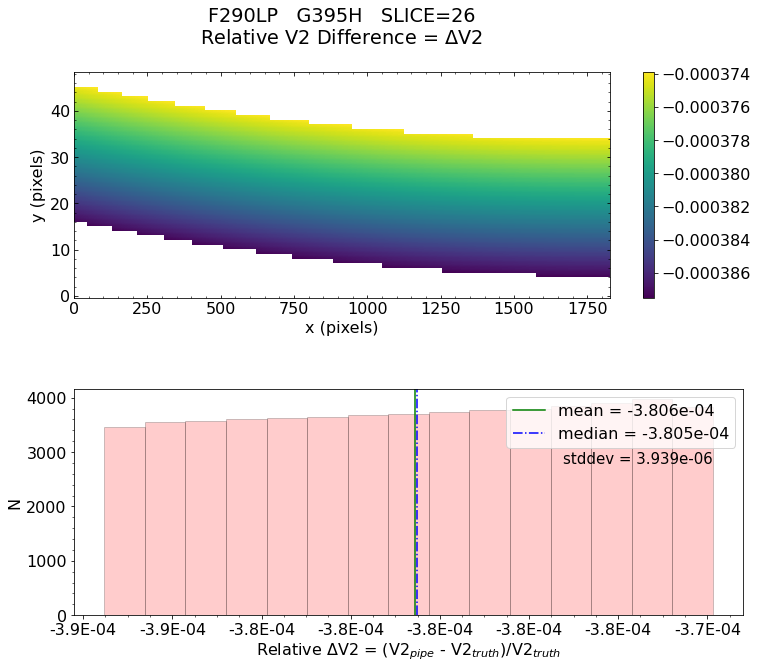 F290LP   G395H   SLICE=26
Relative V2 Difference = ΔV2
40
30
20
10
0
y (pixels)
0 250 500 750 1000 1250 1500 1750
x (pixels)
−0.000374
−0.000376
−0.000378
−0.000380
−0.000382
−0.000384
−0.000386
4000
3000
2000
1000
0
N
mean = -3.806e-04
median = -3.805e-04
stddev = 3.939e-06
-3.9E-04 -3.9E-04 -3.8E-04 -3.8E-04 -3.8E-04 -3.8E-04 -3.8E-04 -3.7E-04
Relative ΔV2 = (V2pipe - V2truth)/V2truth